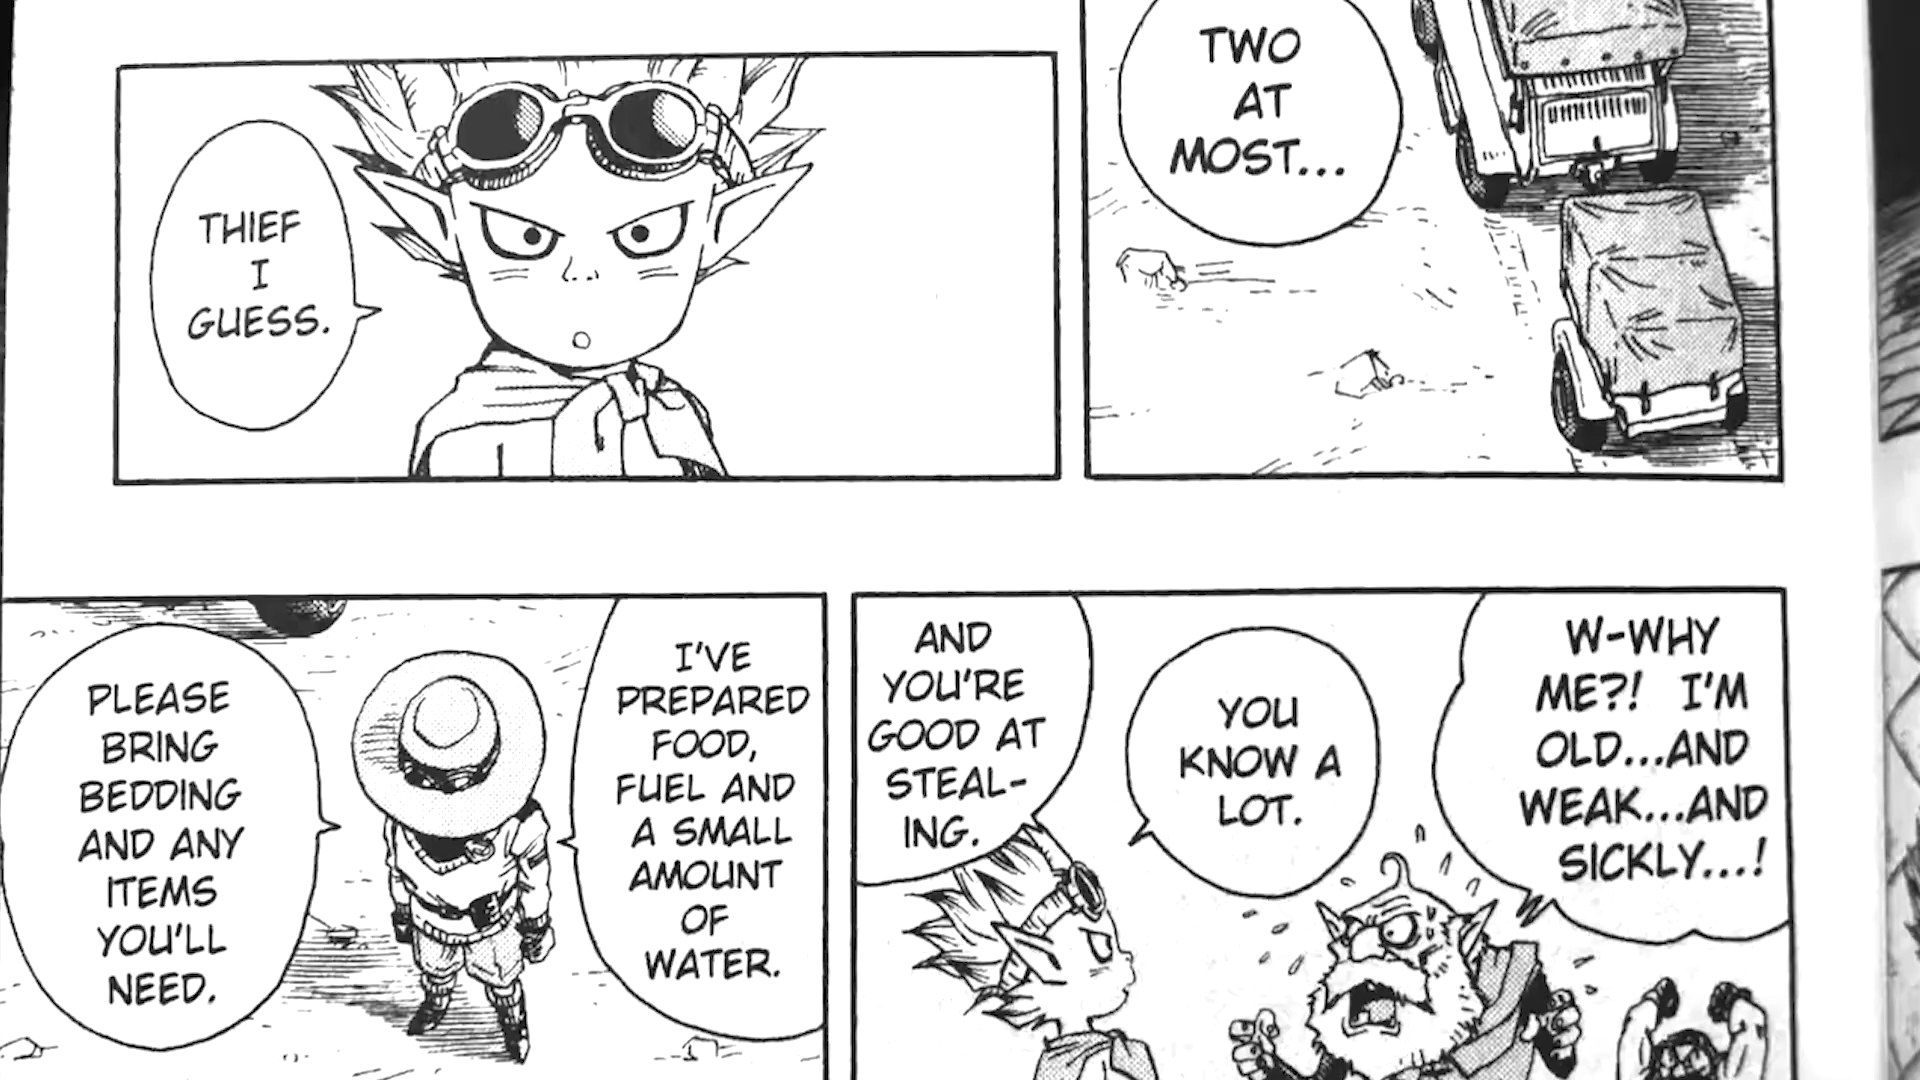 TWO
AT
MOST...
THIEF
I
GUESS.
W-WHY
ME?! I'M
OLD...AND
WEAK...AND
SICKLY...!
YOU
KNOW A
LOT.
AND
YOU'RE
GOOD AT
STEAL-
ING.
I'VE
PREPARED
FOOD,
FUEL AND
A SMALL
AMOUNT
OF
WATER.
PLEASE
BRING
BEDDING
AND ANY
ITEMS
YOU'LL
NEED.